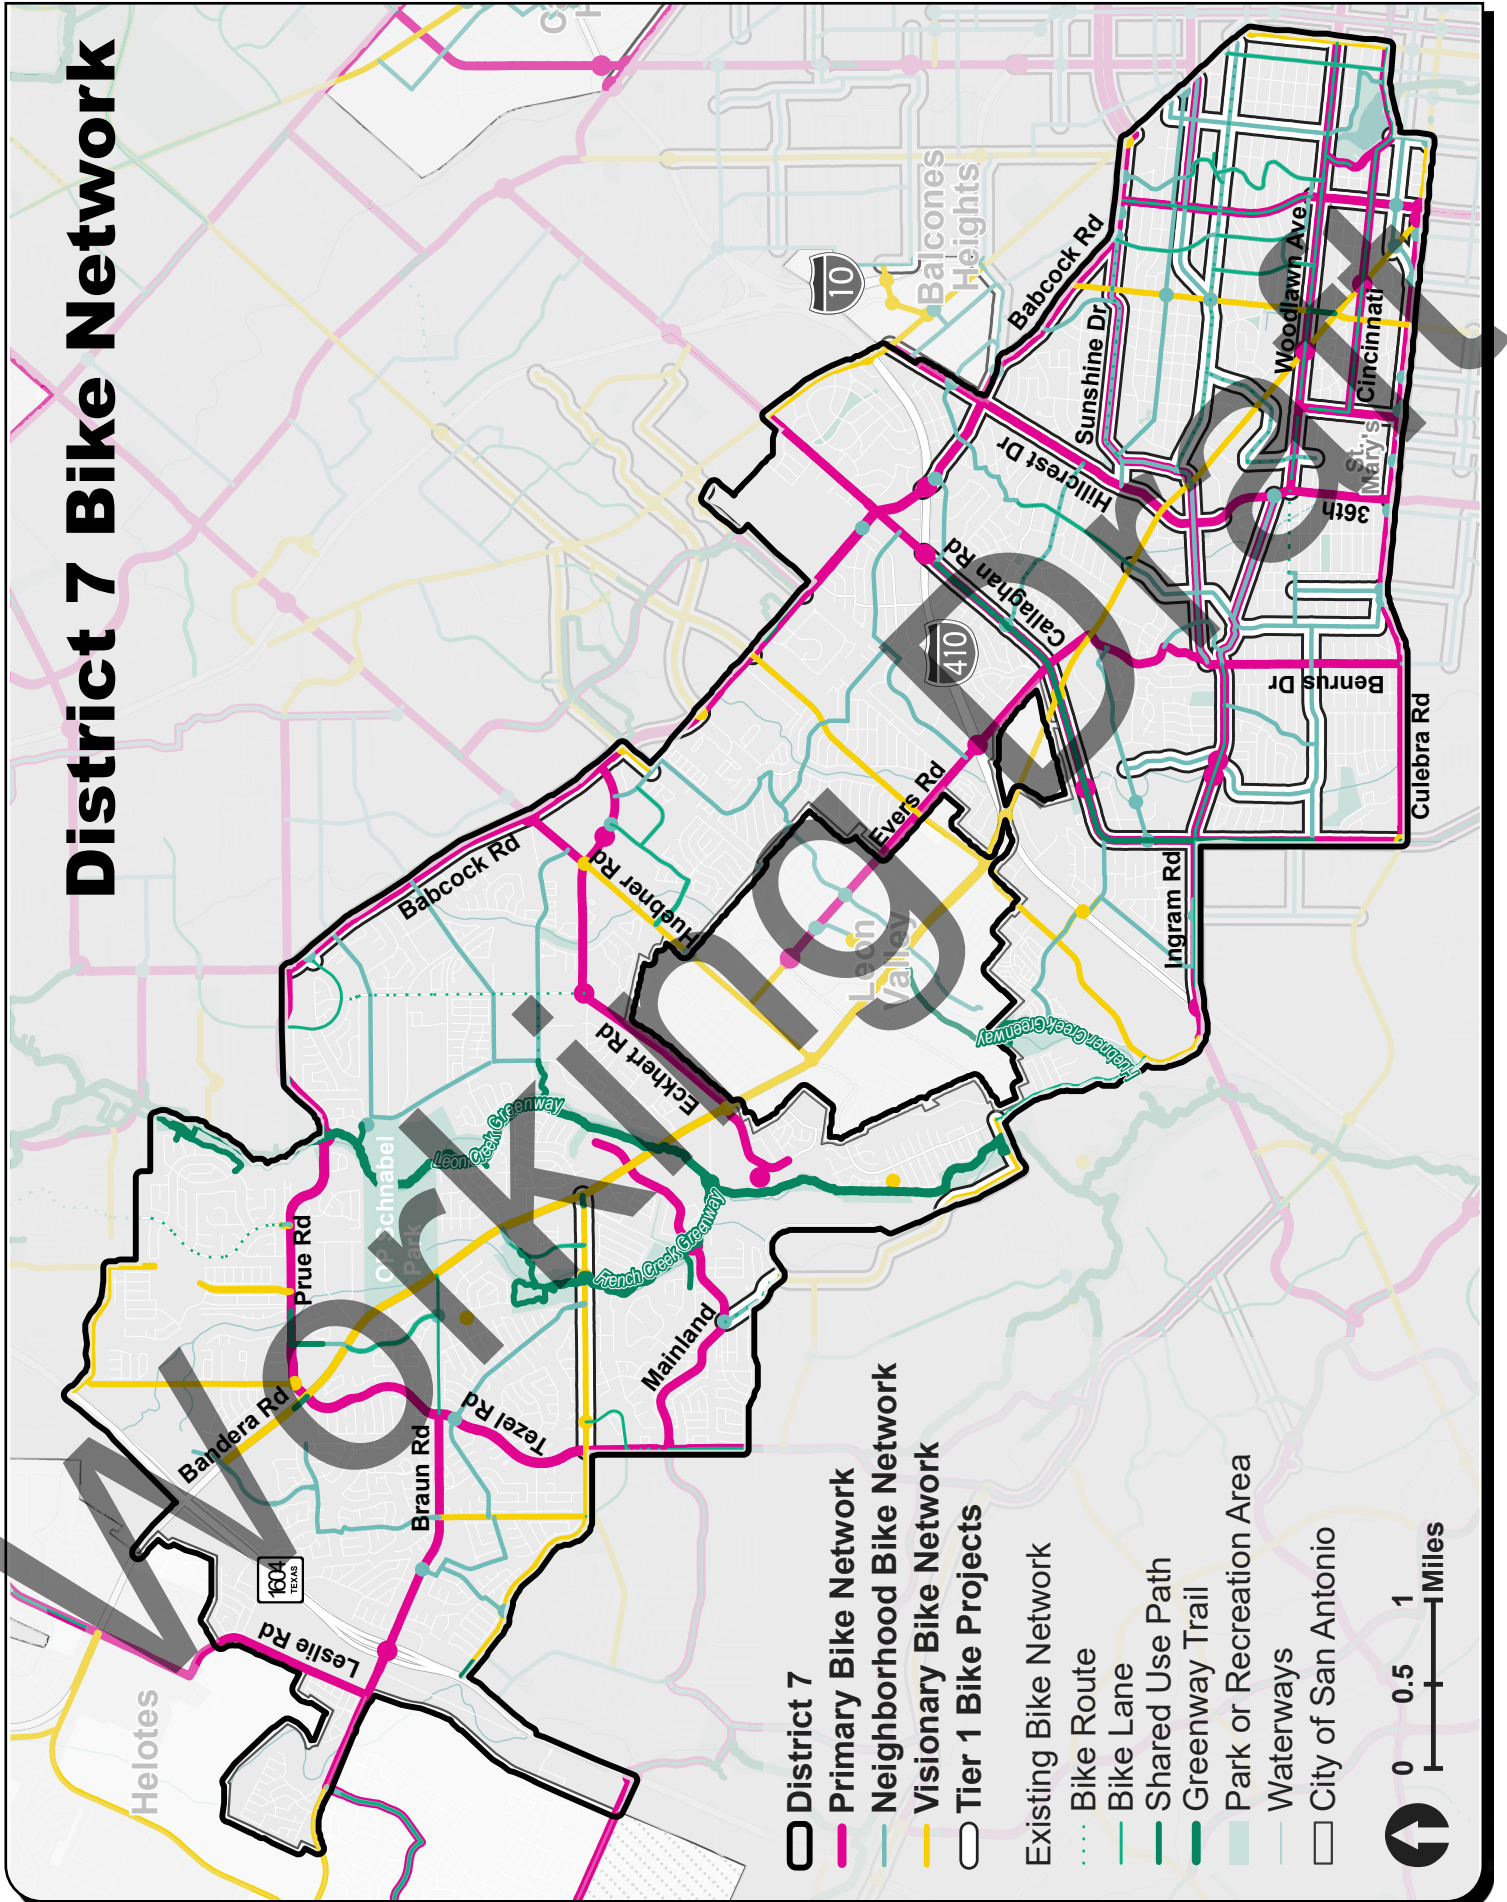 District 7 Bike Network
Working Draft
Helotes
Leslie Rd
1604
TEXAS
Bandera Rd
Braun Rd
Tezel Rd
Prue Rd
OP Schnabel
Park
Leon Creek Greenway
French Creek Greenway
Mainland
Eckhert Rd
Babcock Rd
Huebner Rd
Leon
Valley
Evers Rd
Huebner Creek Greenway
Ingram Rd
410
Callaghan Rd
Hillcrest Dr
Benrus Dr
Culebra Rd
36th
St.
Mary's
Sunshine Dr
Babcock Rd
10
Balcones
Heights
Woodlawn Ave
Cincinnati
District 7
Primary Bike Network
Neighborhood Bike Network
Visionary Bike Network
Tier 1 Bike Projects
Existing Bike Network
Bike Route
Bike Lane
Shared Use Path
Greenway Trail
Park or Recreation Area
Waterways
City of San Antonio
0 0.5 1
Miles